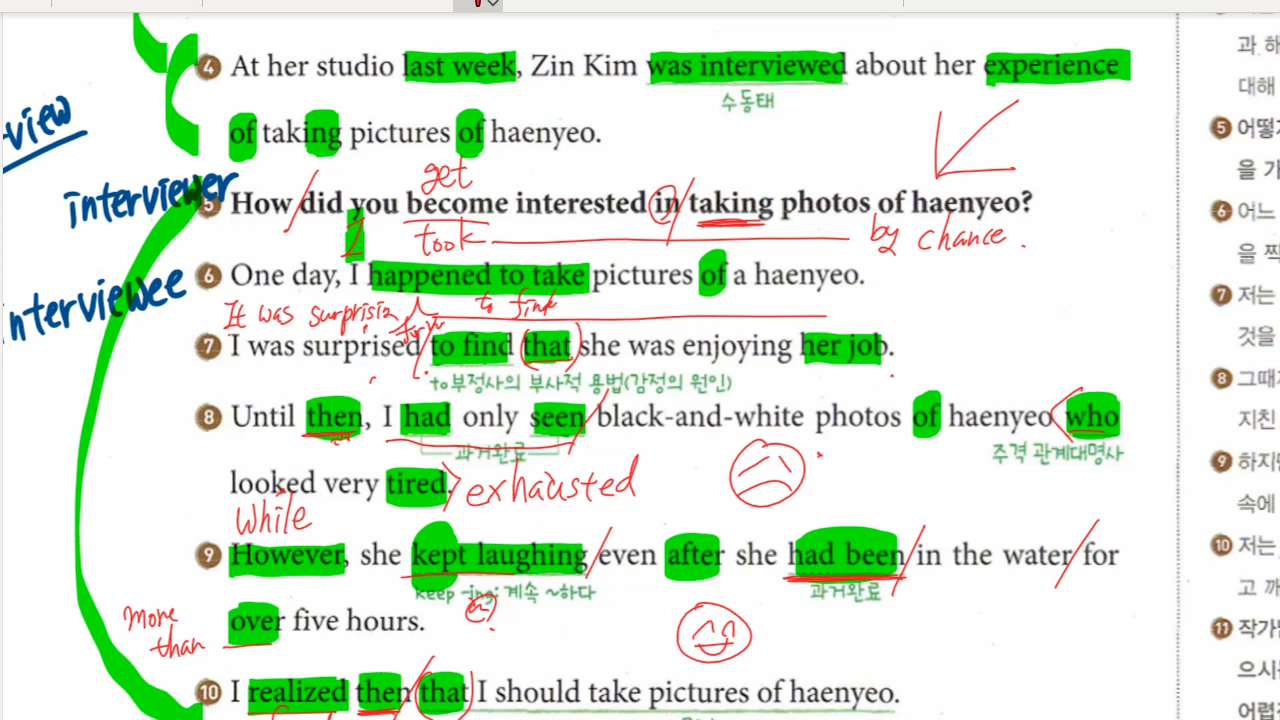 4 At her studio last week, Zin Kim was interviewed about her experience
수동태
of taking pictures of haenyeo.
view
get
interviewer
5 How did you become interested in taking photos of haenyeo?
took by chance.
I
6 One day, I happened to take pictures of a haenyeo.
nterviewee
It was surprisin to find
7 I was surprised to find that she was enjoying her job.
to부정사의 부사적 용법(감정의 원인)
8 Until then, I had only seen black-and-white photos of haenyeo who
과거완료 주격 관계대명사
looked very tired. exhausted
while
9 However, she kept laughing even after she had been in the water for
keep -ing: 계속 ~하다 과거완료
more than
over five hours.
10 I realized then that I should take pictures of haenyeo.
과 해
대해
5 어떻게
을 가
6 어느
을 찍
7 저는
것을
8 그때
지친
9 하지
속에
10 저는
고 까
11 작가
으시
어렵